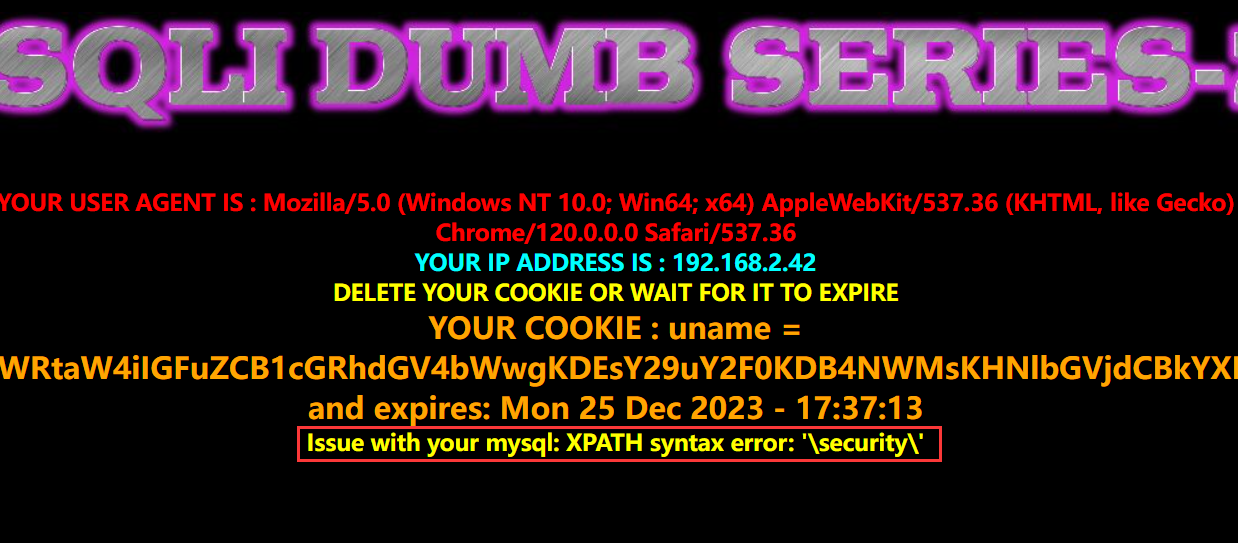 SQLI DUMB SERIES-
YOUR USER AGENT IS : Mozilla/5.0 (Windows NT 10.0; Win64; x64) AppleWebKit/537.36 (KHTML, like Gecko)
Chrome/120.0.0.0 Safari/537.36
YOUR IP ADDRESS IS : 192.168.2.42
DELETE YOUR COOKIE OR WAIT FOR IT TO EXPIRE
YOUR COOKIE : uname =
WRtaW4iIGFuZCB1cGRhdGV4bWwgKDEsY29uY2F0KDB4NWMsKHNlbGVjdCBkYX
and expires: Mon 25 Dec 2023 - 17:37:13
Issue with your mysql: XPATH syntax error: '\security\'